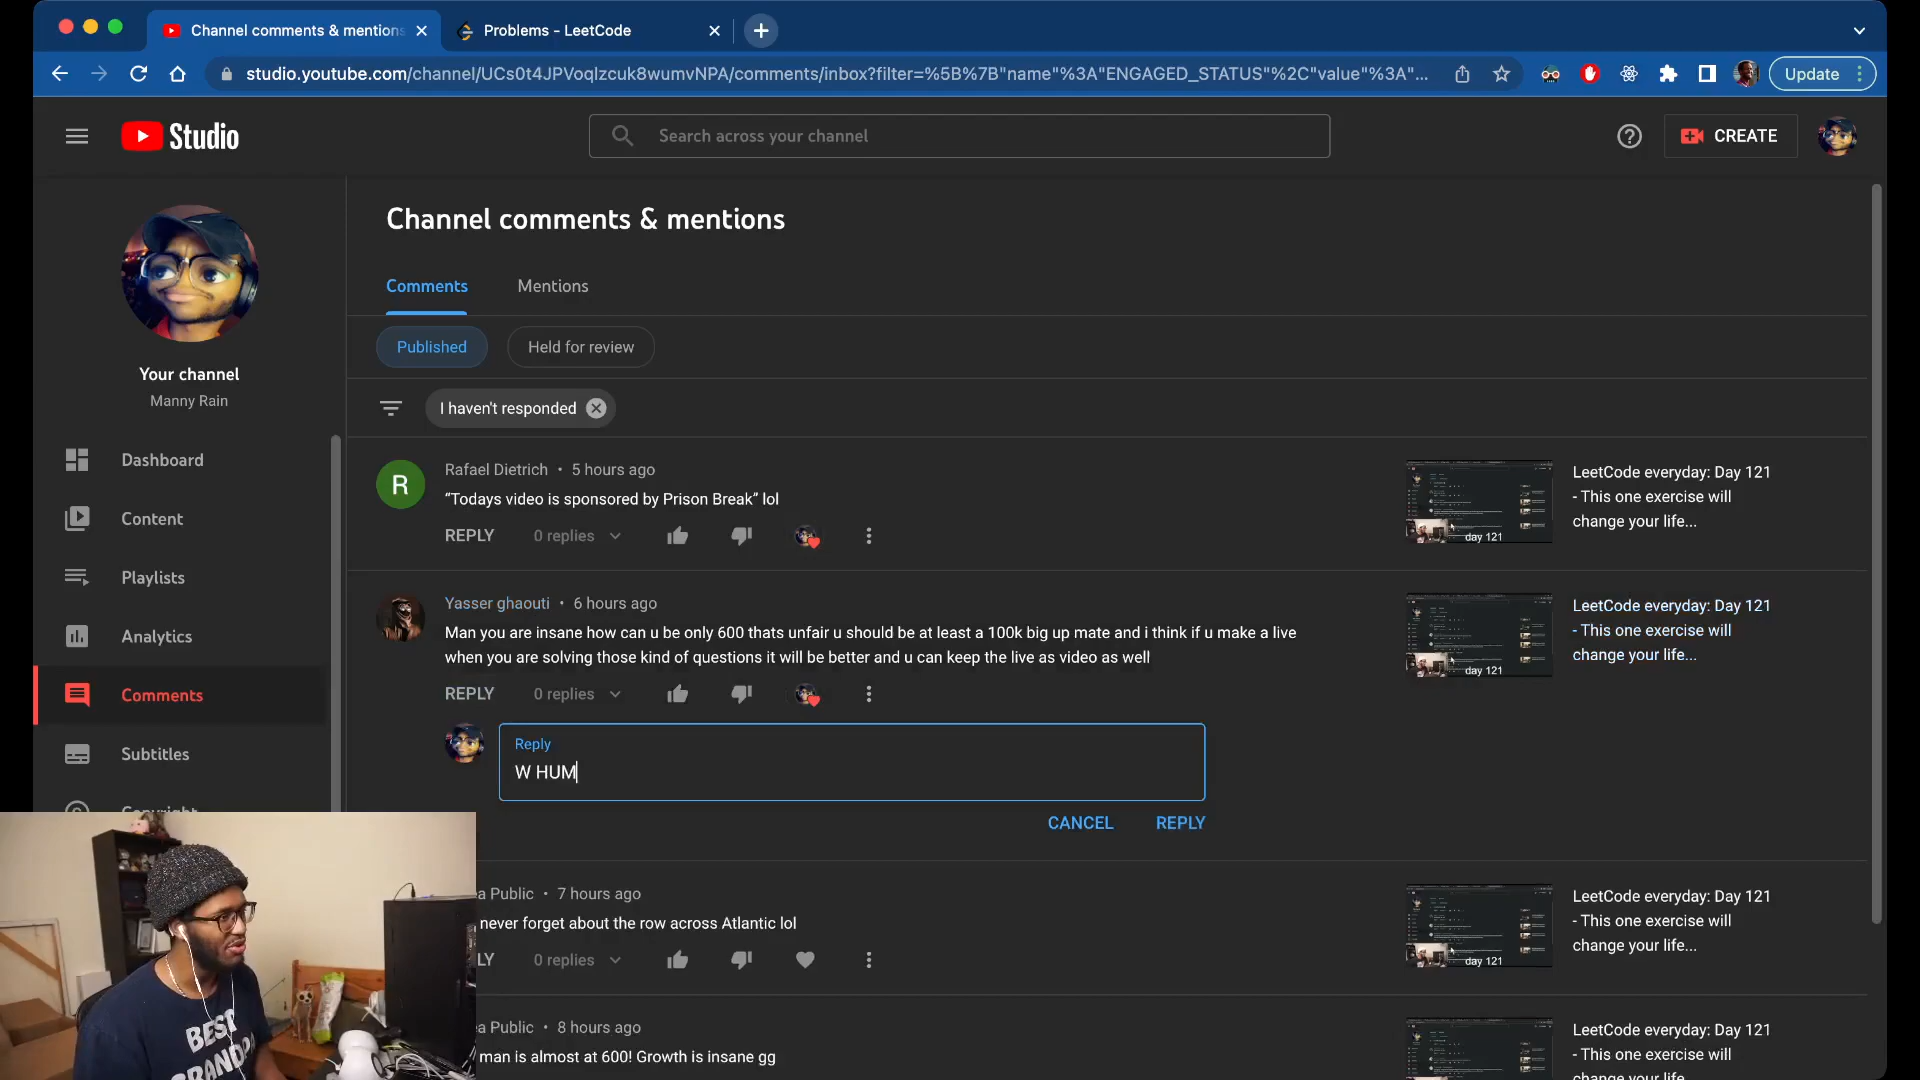 Channel comments & mentions
Problems - LeetCode
studio.youtube.com/channel/UCs0t4JPVoqlzcuk8wumvNPA/comments/inbox?filter=%5B%7B"name"%3A"ENGAGED_STATUS"%2C"value"%3A"...
Update
Studio
Search across your channel
CREATE
Channel comments & mentions
Your channel
Manny Rain
Comments
Mentions
Published
Held for review
I haven't responded
Dashboard
Content
Playlists
Analytics
Comments
Subtitles
Copyright
R
Rafael Dietrich • 5 hours ago
“Todays video is sponsored by Prison Break” lol
REPLY 0 replies
LeetCode everyday: Day 121
- This one exercise will
change your life...
day 121
Yasser ghaouti • 6 hours ago
Man you are insane how can u be only 600 thats unfair u should be at least a 100k big up mate and i think if u make a live
when you are solving those kind of questions it will be better and u can keep the live as video as well
REPLY 0 replies
LeetCode everyday: Day 121
- This one exercise will
change your life...
day 121
Reply
W HUM
CANCEL REPLY
a Public • 7 hours ago
never forget about the row across Atlantic lol
LY 0 replies
LeetCode everyday: Day 121
- This one exercise will
change your life...
day 121
ea Public • 8 hours ago
man is almost at 600! Growth is insane gg
LeetCode everyday: Day 121
- This one exercise will
change your life...
BEST
GRANDPA